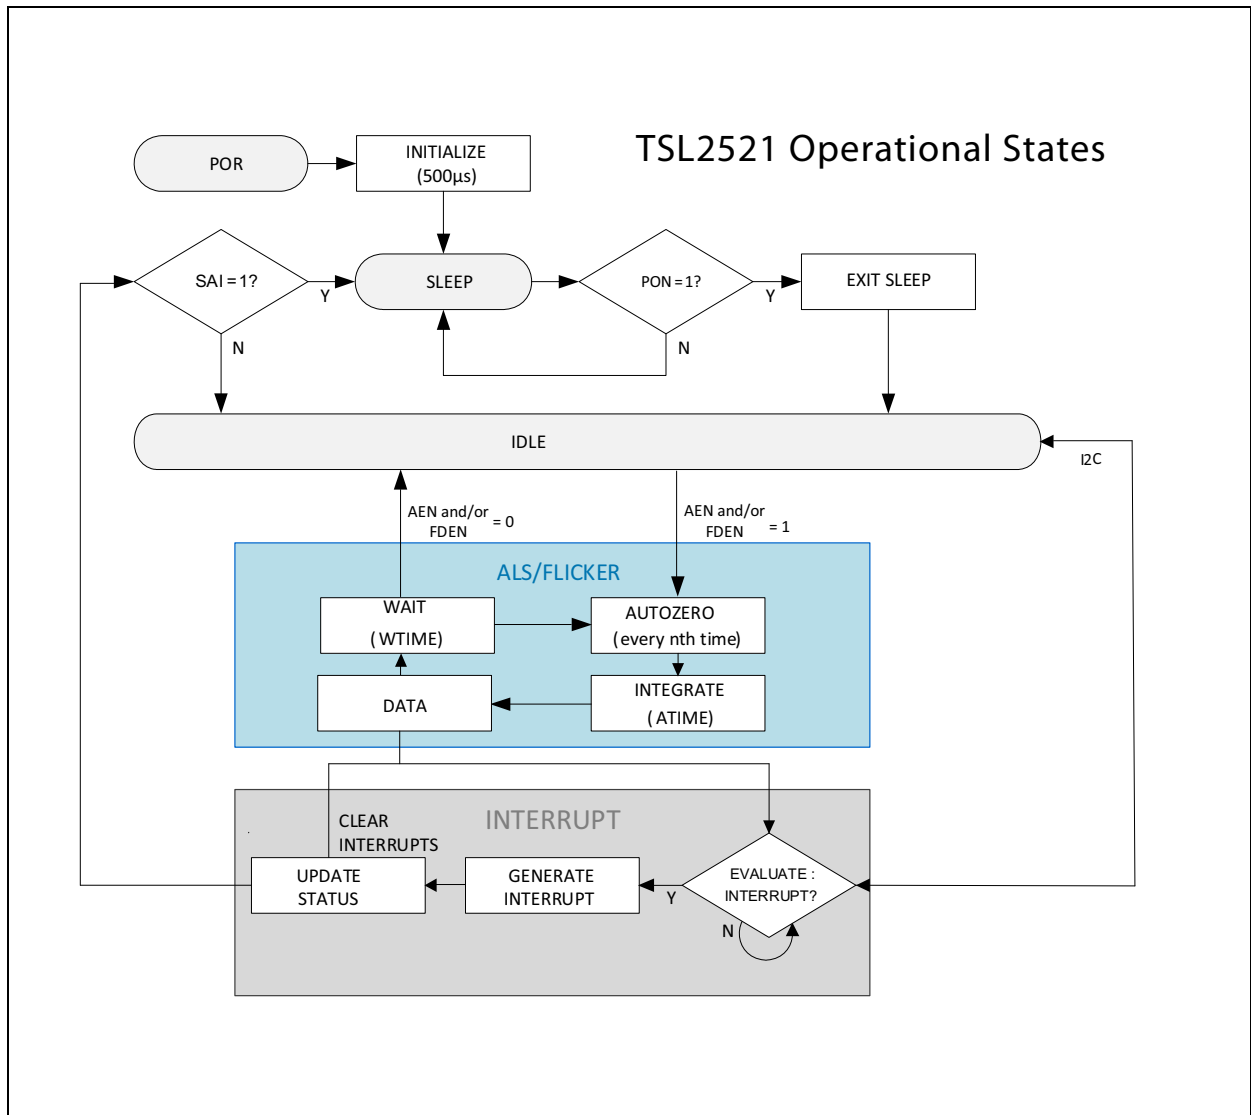 TSL2521 Operational States
POR
INITIALIZE
(500µs)
SAI = 1?
Y
N
SLEEP
PON = 1?
Y
N
EXIT SLEEP
IDLE
I2C
AEN and/or
FDEN
= 0
AEN and/or
FDEN
= 1
ALS/FLICKER
WAIT
(WTIME)
AUTOZERO
(every nth time)
DATA
INTEGRATE
(ATIME)
INTERRUPT
CLEAR
INTERRUPTS
UPDATE
STATUS
GENERATE
INTERRUPT
Y
EVALUATE :
INTERRUPT?
N